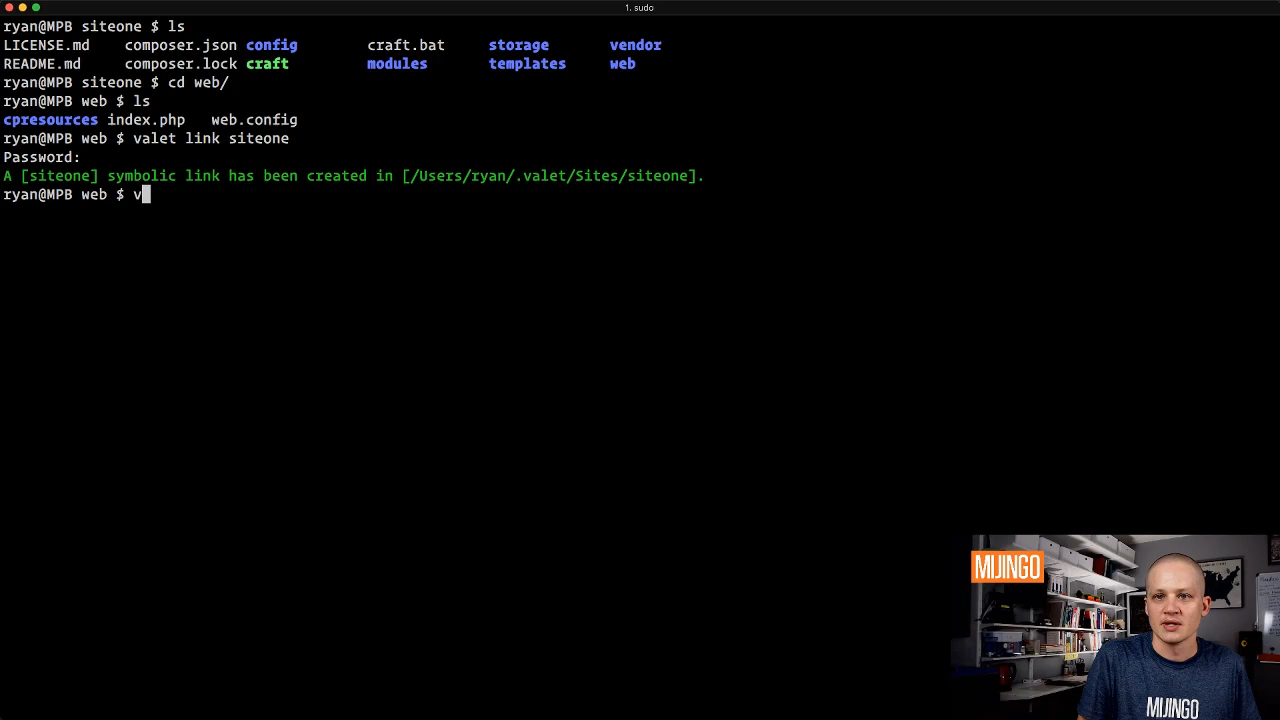 1. sudo
ryan@MPB siteone $ ls
LICENSE.md composer.json config craft.bat storage vendor
README.md composer.lock craft modules templates web
ryan@MPB siteone $ cd web/
ryan@MPB web $ ls
cpresources index.php web.config
ryan@MPB web $ valet link siteone
Password:
A [siteone] symbolic link has been created in [/Users/ryan/.valet/Sites/siteone].
ryan@MPB web $ v
MIJINGO
MIJINGO